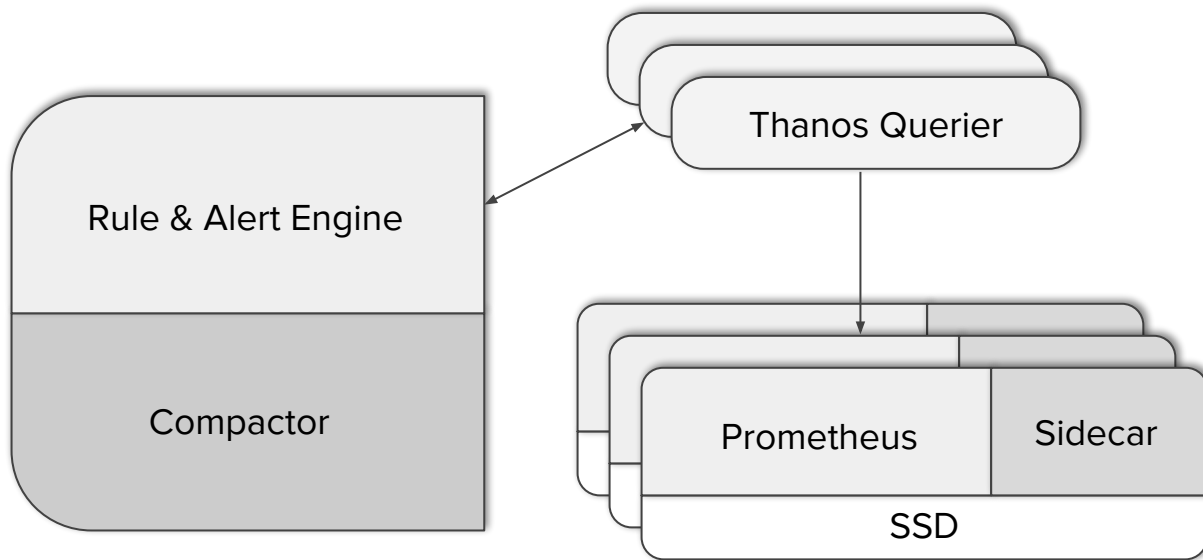 Thanos Querier
Rule & Alert Engine
Compactor
Prometheus
Sidecar
SSD